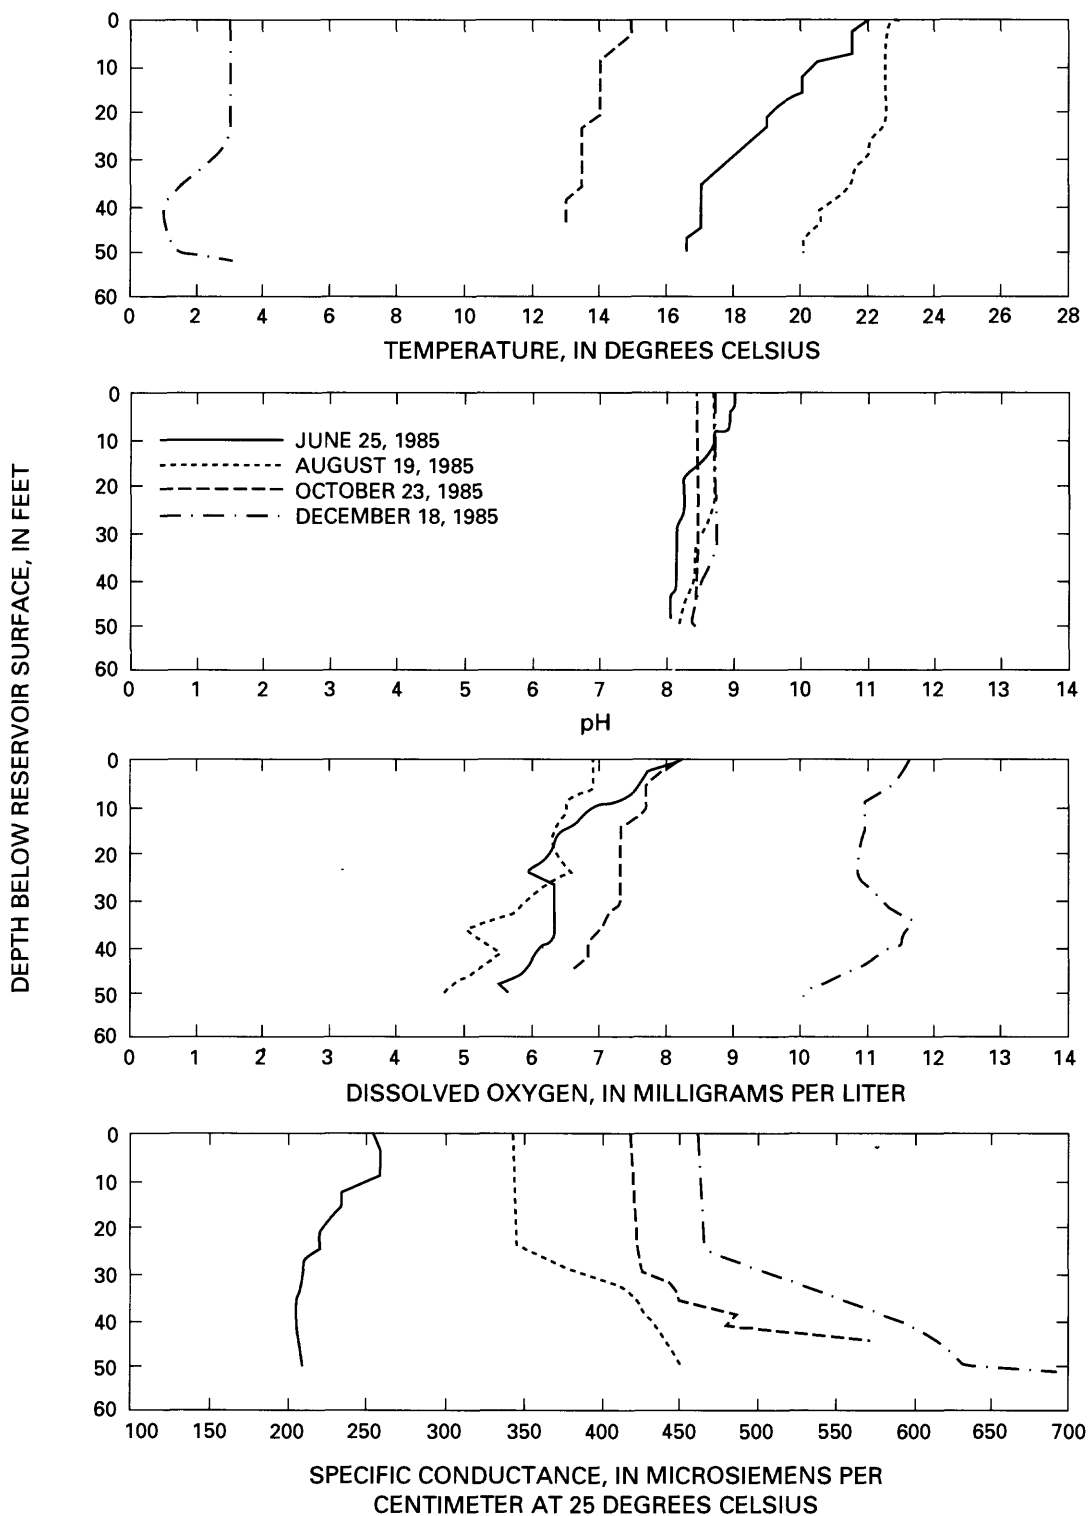 DEPTH BELOW RESERVOIR SURFACE, IN FEET
0
10
20
30
40
50
60
0 2 4 6 8 10 12 14 16 18 20 22 24 26 28
TEMPERATURE, IN DEGREES CELSIUS
0
10
20
30
40
50
60
JUNE 25, 1985
AUGUST 19, 1985
OCTOBER 23, 1985
DECEMBER 18, 1985
0 1 2 3 4 5 6 7 8 9 10 11 12 13 14
pH
0
10
20
30
40
50
60
0 1 2 3 4 5 6 7 8 9 10 11 12 13 14
DISSOLVED OXYGEN, IN MILLIGRAMS PER LITER
0
10
20
30
40
50
60
100 150 200 250 300 350 400 450 500 550 600 650 700
SPECIFIC CONDUCTANCE, IN MICROSIEMENS PER
CENTIMETER AT 25 DEGREES CELSIUS